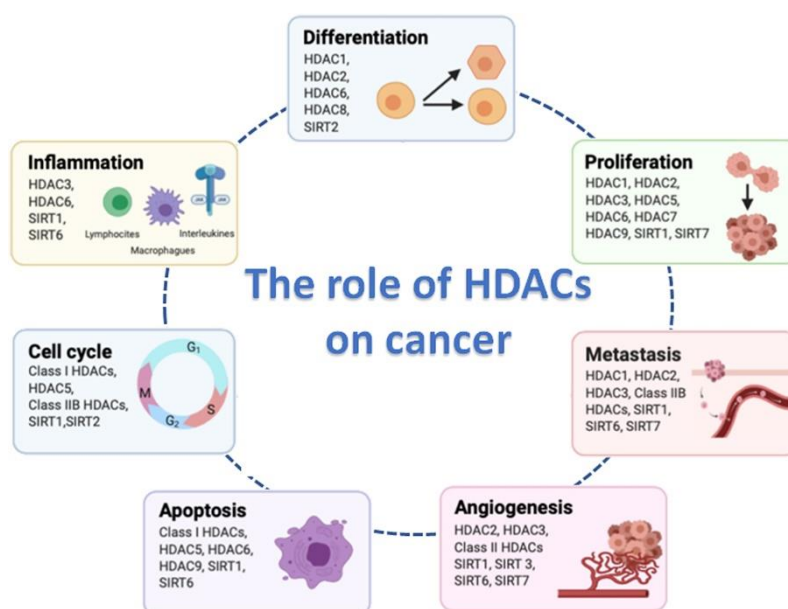 Differentiation
HDAC1,
HDAC2,
HDAC6,
HDAC8,
SIRT2
Inflammation
HDAC3,
HDAC6,
SIRT1,
SIRT6
Lymphocites
Macrophagues
Interleukines
Proliferation
HDAC1, HDAC2,
HDAC3, HDAC5,
HDAC6, HDAC7
HDAC9, SIRT1, SIRT7
The role of HDACs
on cancer
Cell cycle
Class I HDACs,
HDAC5,
Class IIB HDACs,
SIRT1,SIRT2
G1
S
G2
M
Metastasis
HDAC1, HDAC2,
HDAC3, Class IIB
HDACs, SIRT1,
SIRT6, SIRT7
Apoptosis
Class I HDACs,
HDAC5, HDAC6,
HDAC9, SIRT1,
SIRT6
Angiogenesis
HDAC2, HDAC3,
Class II HDACs
SIRT1, SIRT 3,
SIRT6, SIRT7